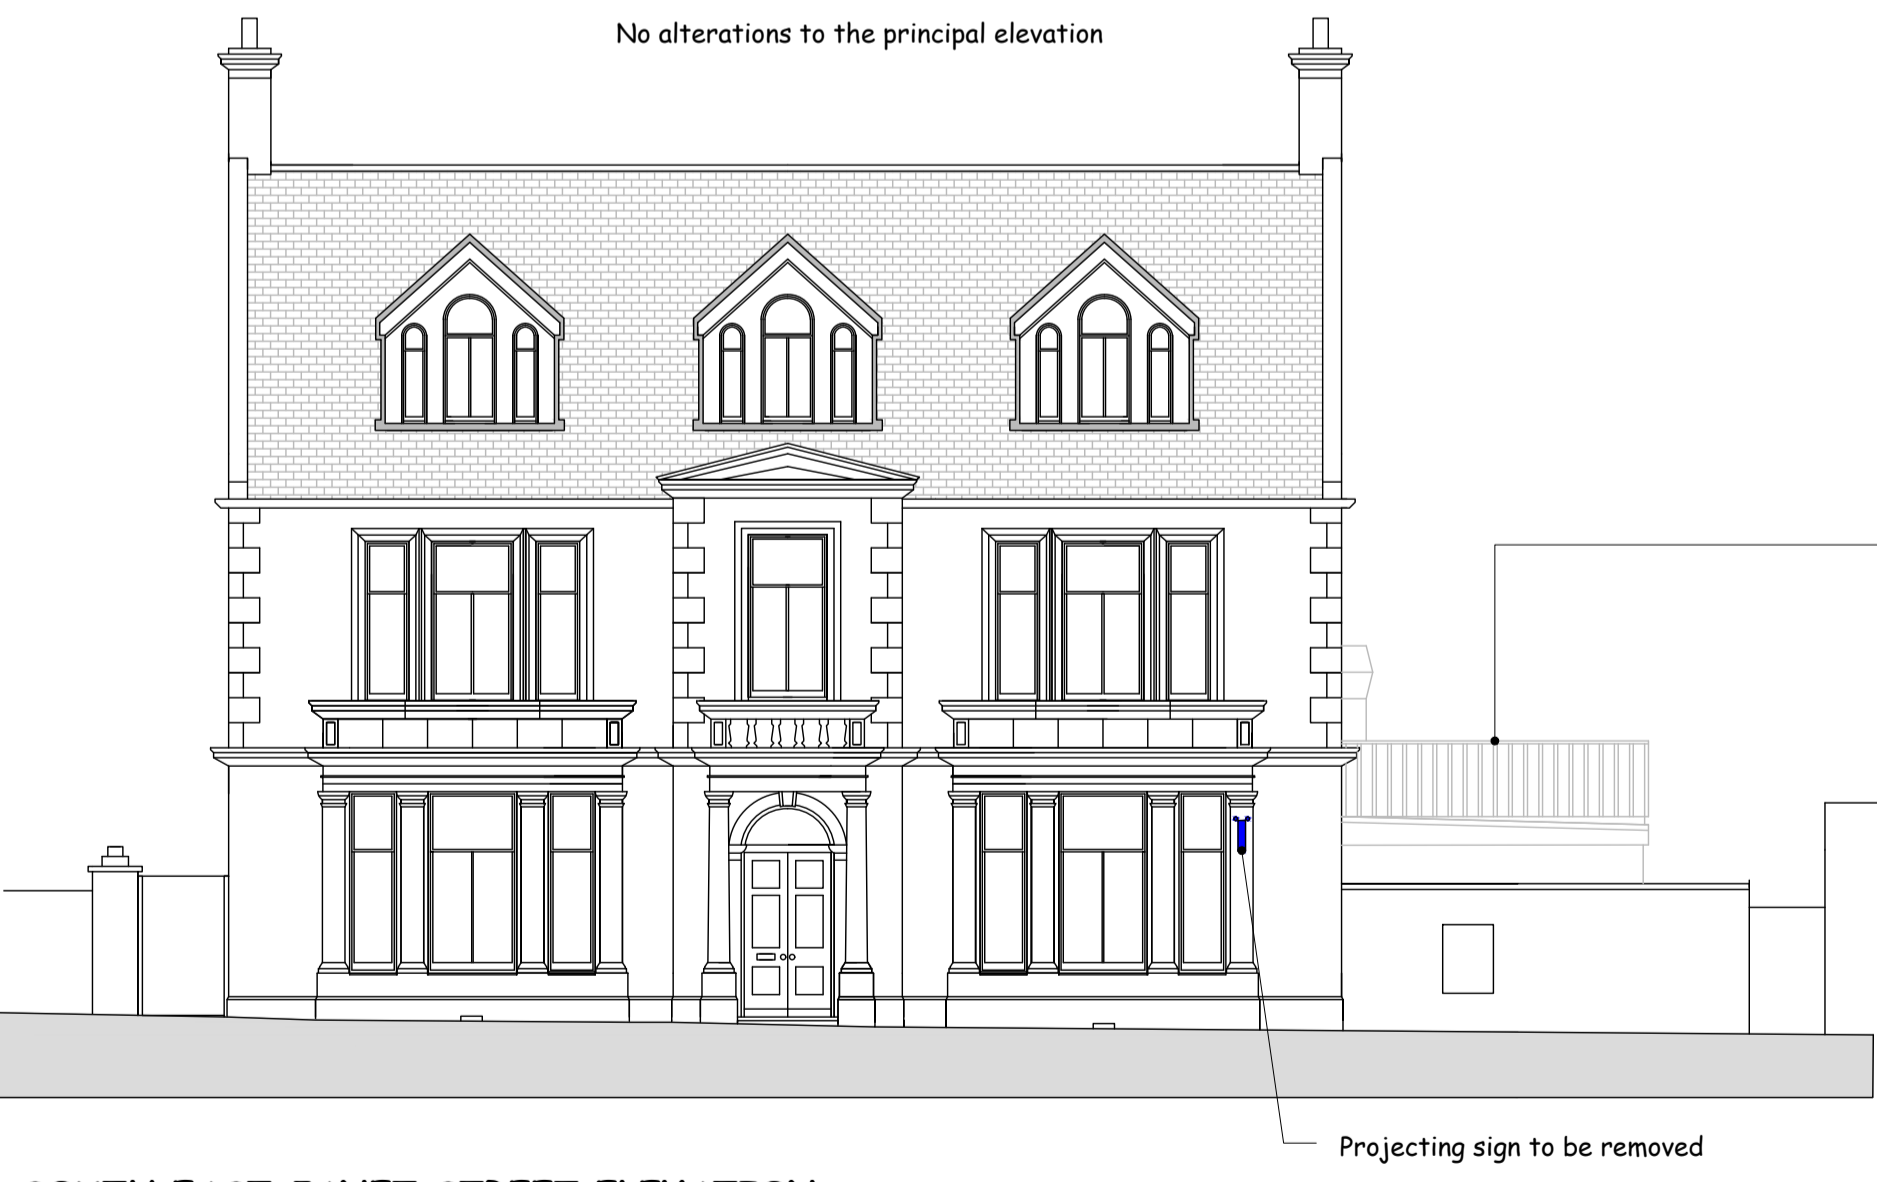 No alterations to the principal elevation
Projecting sign to be removed